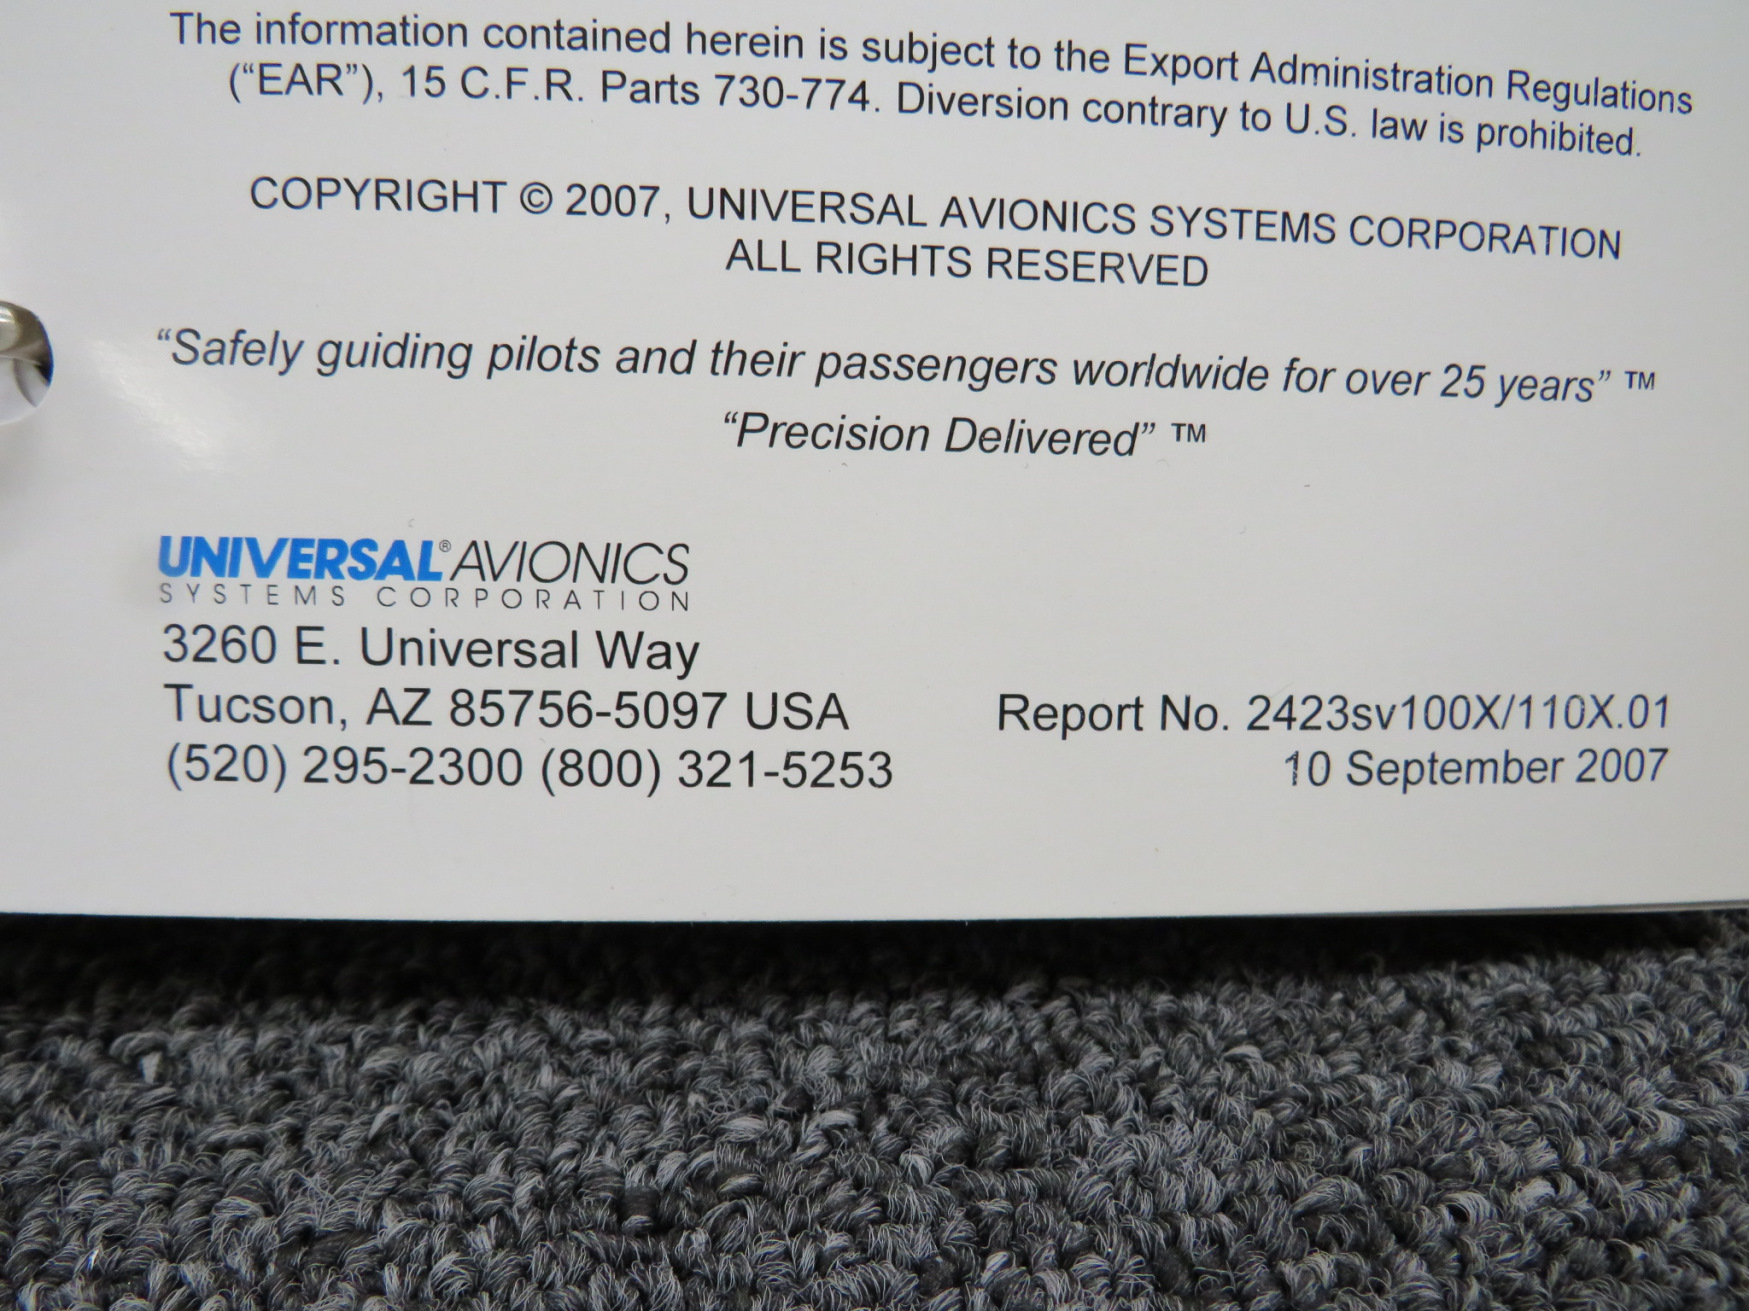 The information contained herein is subject to the Export Administration Regulations
(“EAR”), 15 C.F.R. Parts 730-774. Diversion contrary to U.S. law is prohibited.
COPYRIGHT © 2007, UNIVERSAL AVIONICS SYSTEMS CORPORATION
ALL RIGHTS RESERVED
“Safely guiding pilots and their passengers worldwide for over 25 years” ™
“Precision Delivered” ™
UNIVERSAL® AVIONICS
SYSTEMS CORPORATION
3260 E. Universal Way
Tucson, AZ 85756-5097 USA
(520) 295-2300 (800) 321-5253
Report No. 2423sv100X/110X.01
10 September 2007